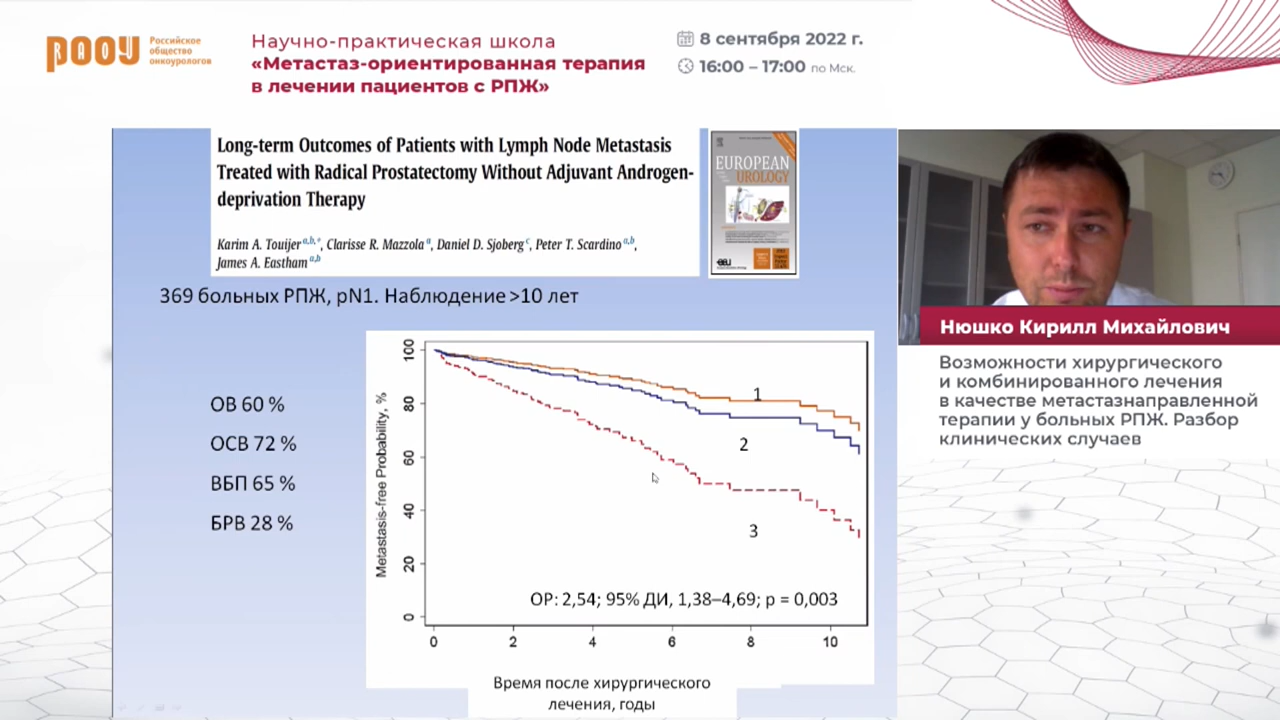 РАОУ
Российское
общество
онкоурологов
Научно-практическая школа
«Метастаз-ориентированная терапия
в лечении пациентов с РПЖ»
8 сентября 2022 г.
16:00 – 17:00 по Мск.
Long-term Outcomes of Patients with Lymph Node Metastasis
Treated with Radical Prostatectomy Without Adjuvant Androgen-
deprivation Therapy
Karim A. Touijer a,b,*, Clarisse R. Mazzola a, Daniel D. Sjoberg c, Peter T. Scardino a,b,
James A. Eastham a,b
EUROPEAN
UROLOGY
369 больных РПЖ, pN1. Наблюдение >10 лет
ОВ 60 %
ОСВ 72 %
ВБП 65 %
БРВ 28 %
Metastasis-free Probability, %
100
80
60
40
20
0
1
2
3
ОР: 2,54; 95% ДИ, 1,38–4,69; p = 0,003
0 2 4 6 8 10
Время после хирургического
лечения, годы
Нюшко Кирилл Михайлович
Возможности хирургического
и комбинированного лечения
в качестве метастазнаправленной
терапии у больных РПЖ. Разбор
клинических случаев